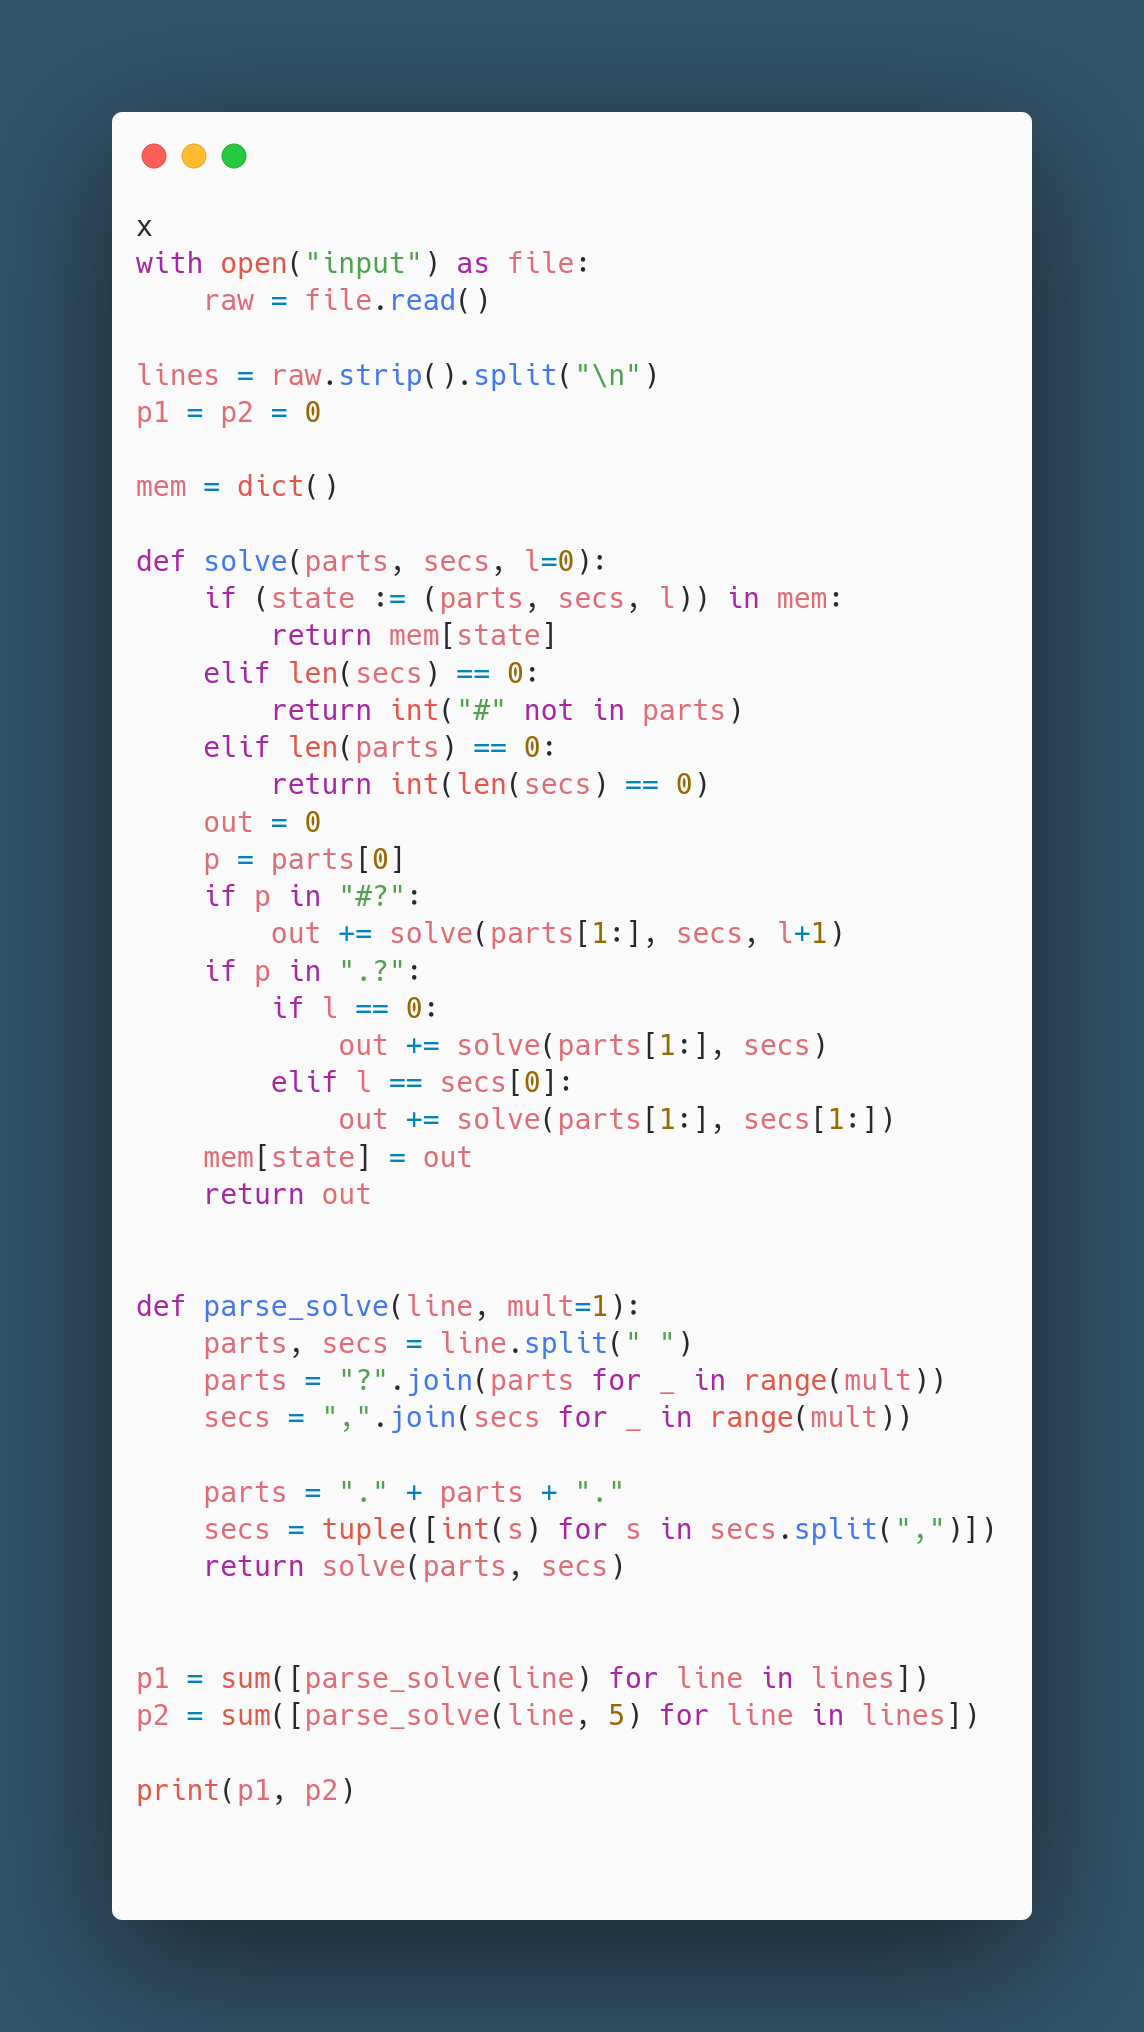 x
with open("input") as file:
    raw = file.read()

lines = raw.strip().split("\n")
p1 = p2 = 0

mem = dict()

def solve(parts, secs, l=0):
    if (state := (parts, secs, l)) in mem:
        return mem[state]
    elif len(secs) == 0:
        return int("#" not in parts)
    elif len(parts) == 0:
        return int(len(secs) == 0)
    out = 0
    p = parts[0]
    if p in "#?":
        out += solve(parts[1:], secs, l+1)
    if p in ".?":
        if l == 0:
            out += solve(parts[1:], secs)
        elif l == secs[0]:
            out += solve(parts[1:], secs[1:])
    mem[state] = out
    return out


def parse_solve(line, mult=1):
    parts, secs = line.split(" ")
    parts = "?".join(parts for _ in range(mult))
    secs = ",".join(secs for _ in range(mult))

    parts = "." + parts + "."
    secs = tuple([int(s) for s in secs.split(",")])
    return solve(parts, secs)


p1 = sum([parse_solve(line) for line in lines])
p2 = sum([parse_solve(line, 5) for line in lines])

print(p1, p2)